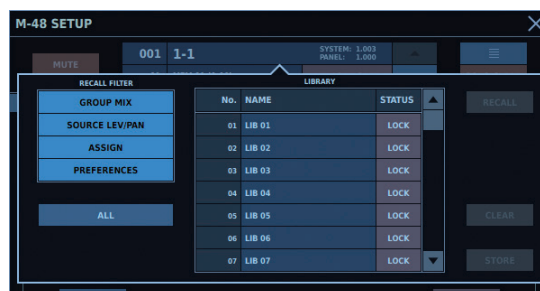 M-48 SETUP
001 1-1
SYSTEM: 1.003
PANEL: 1.000
MUTE
RECALL FILTER
GROUP MIX
SOURCE LEV/PAN
ASSIGN
PREFERENCES
ALL
LIBRARY
No. NAME STATUS
01 LIB 01 LOCK
02 LIB 02 LOCK
03 LIB 03 LOCK
04 LIB 04 LOCK
05 LIB 05 LOCK
06 LIB 06 LOCK
07 LIB 07 LOCK
RECALL
CLEAR
STORE